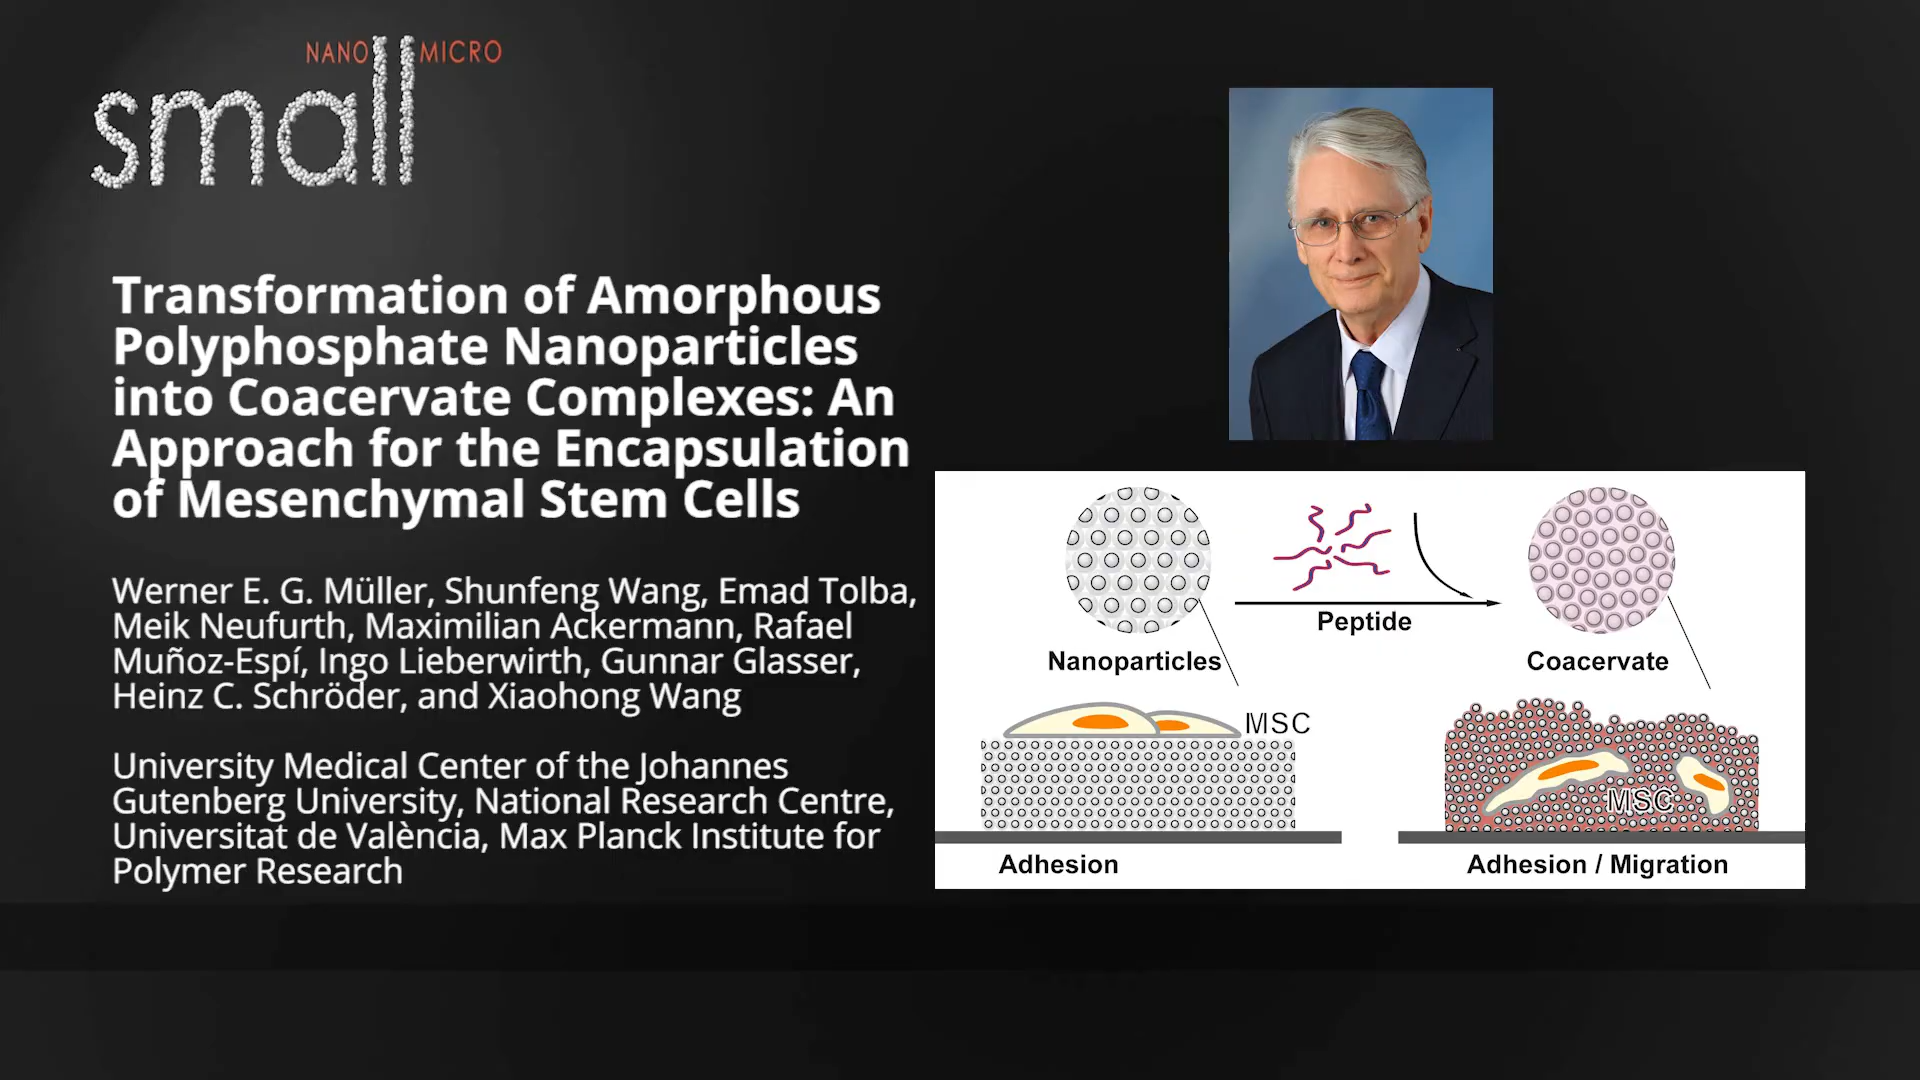 NANO MICRO
small
Transformation of Amorphous
Polyphosphate Nanoparticles
into Coacervate Complexes: An
Approach for the Encapsulation
of Mesenchymal Stem Cells
Werner E. G. Müller, Shunfeng Wang, Emad Tolba,
Meik Neufurth, Maximilian Ackermann, Rafael
Muñoz-Espí, Ingo Lieberwirth, Gunnar Glasser,
Heinz C. Schröder, and Xiaohong Wang
University Medical Center of the Johannes
Gutenberg University, National Research Centre,
Universitat de València, Max Planck Institute for
Polymer Research
Peptide
Nanoparticles
Coacervate
MSC
MSC
Adhesion
Adhesion / Migration